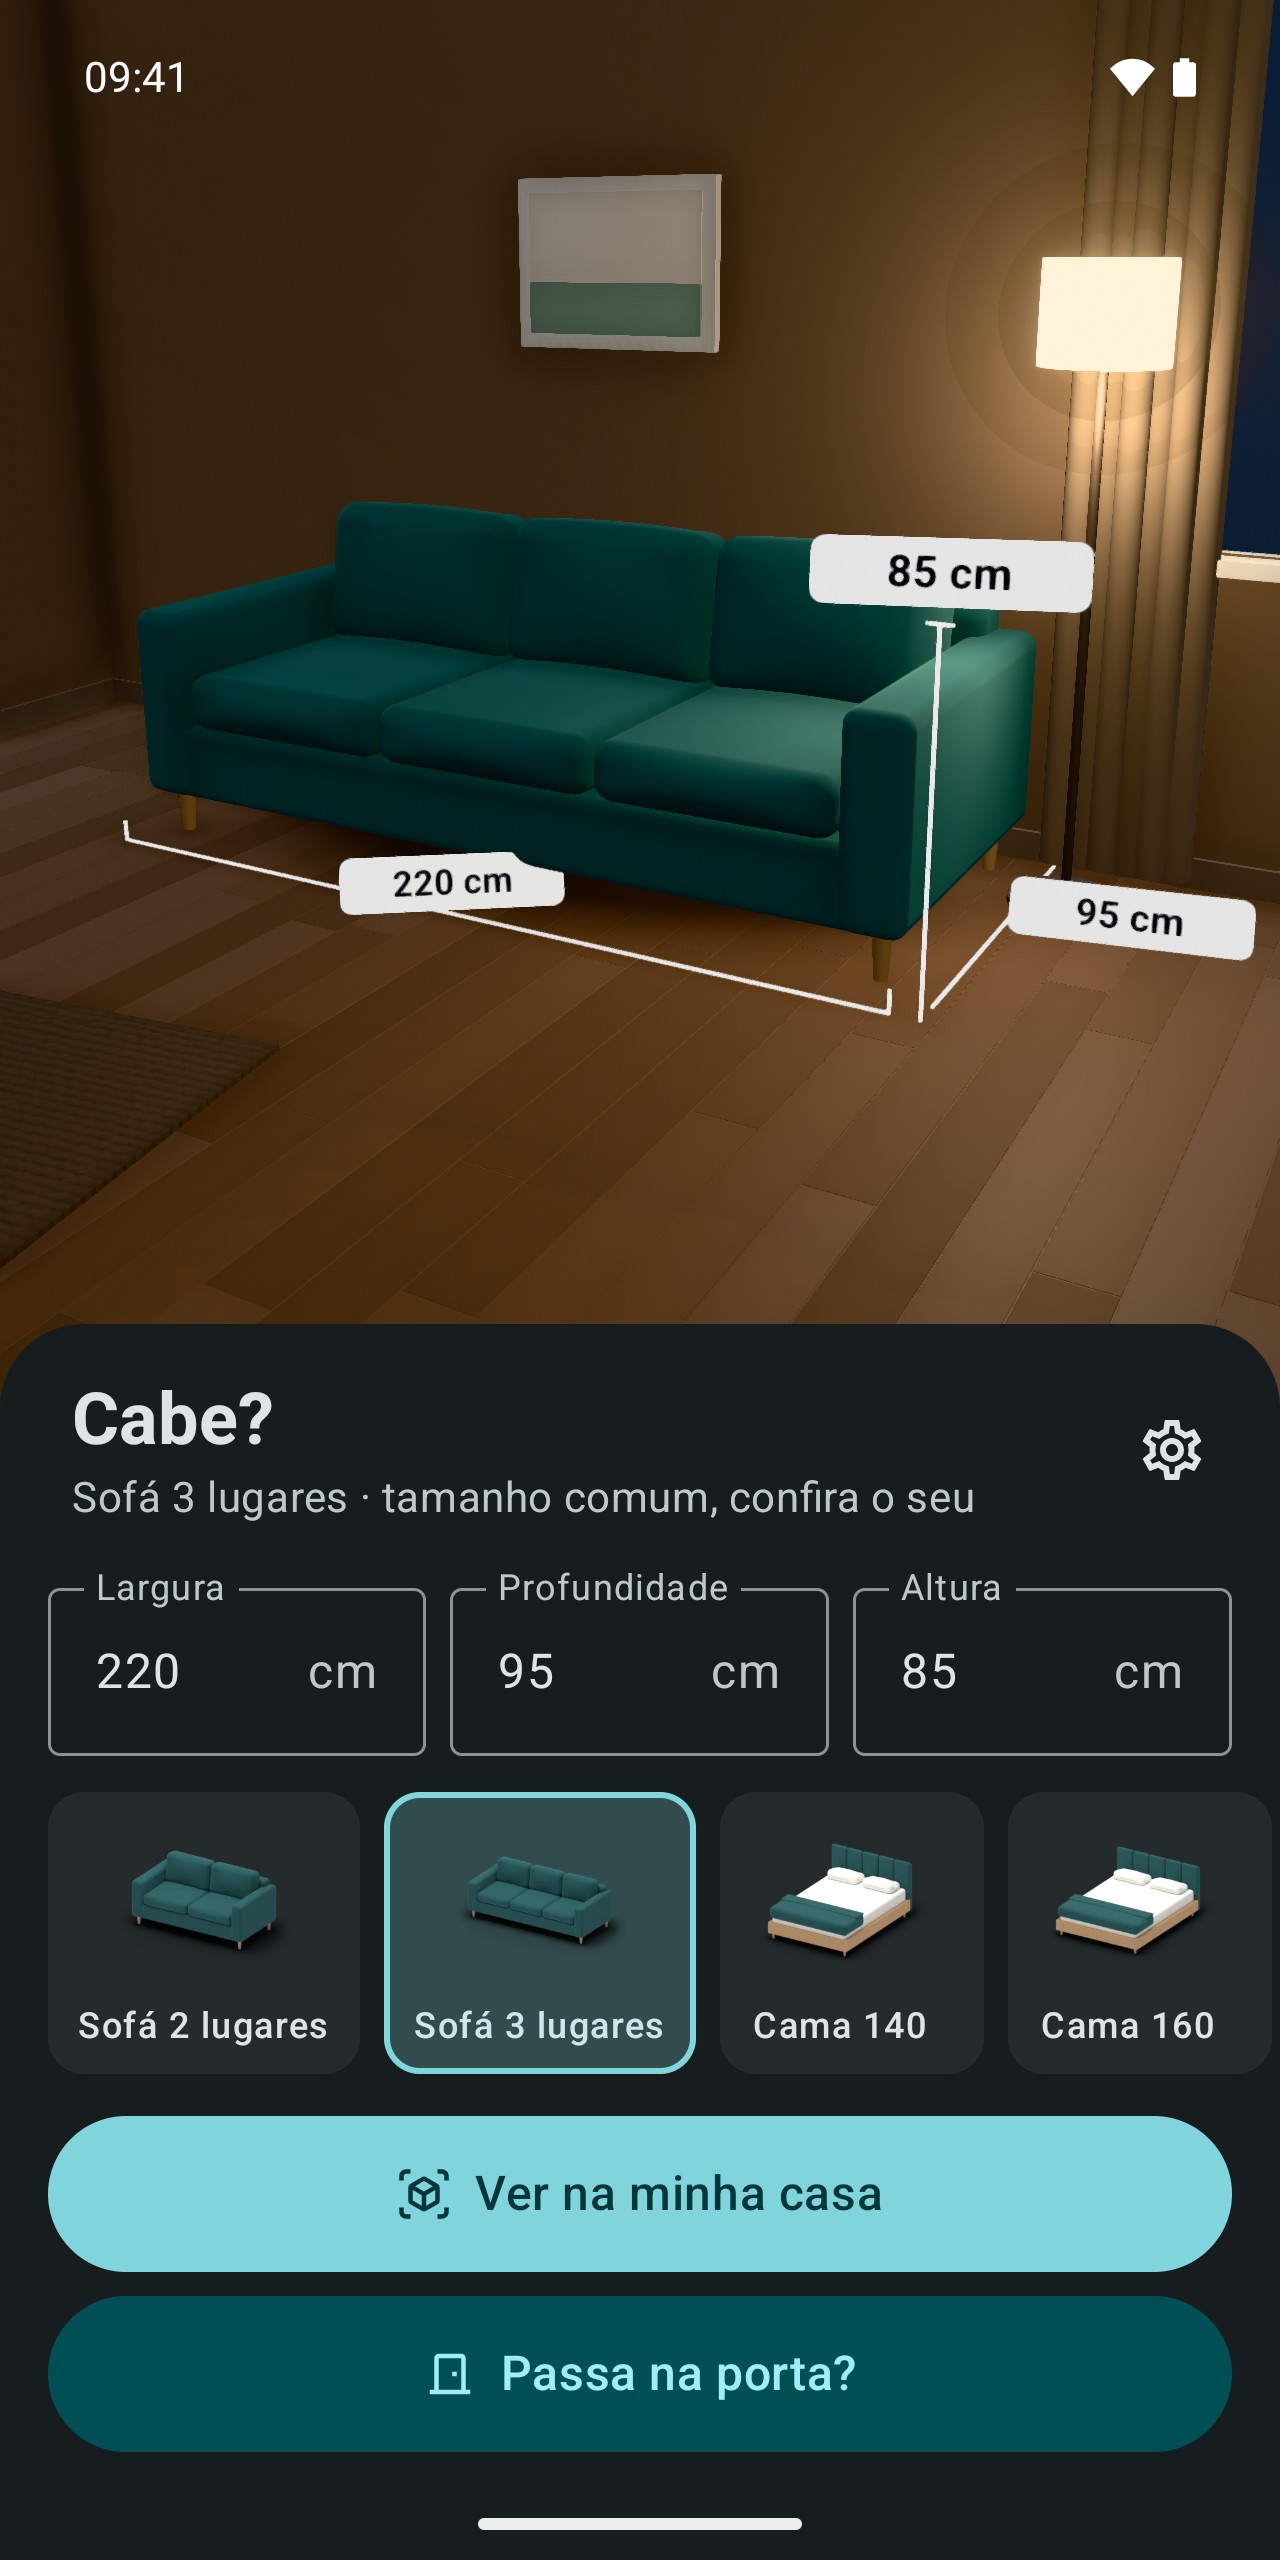 09:41
85 cm
220 cm
95 cm
Cabe?
Sofá 3 lugares · tamanho comum, confira o seu
Largura
220 cm
Profundidade
95 cm
Altura
85 cm
Sofá 2 lugares
Sofá 3 lugares
Cama 140
Cama 160
Ver na minha casa
Passa na porta?